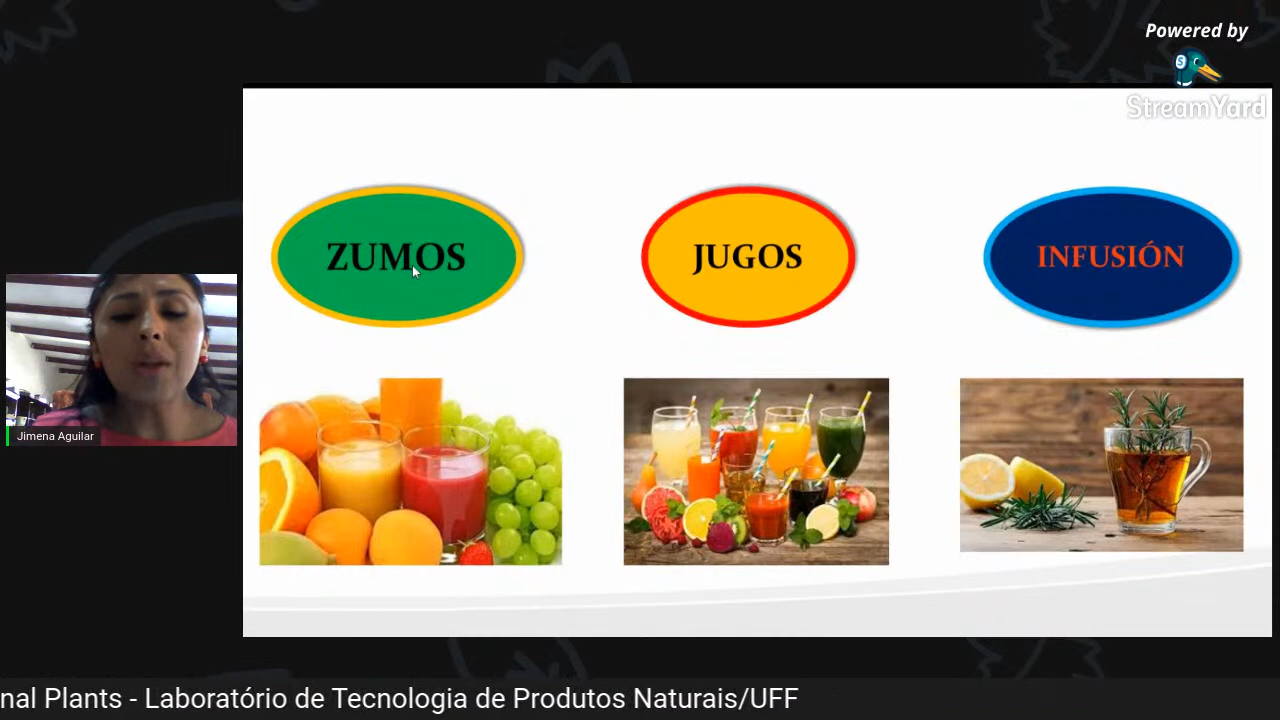 Powered by
StreamYard
ZUMOS
JUGOS
INFUSIÓN
Jimena Aguilar
nal Plants - Laboratório de Tecnologia de Produtos Naturais/UFF